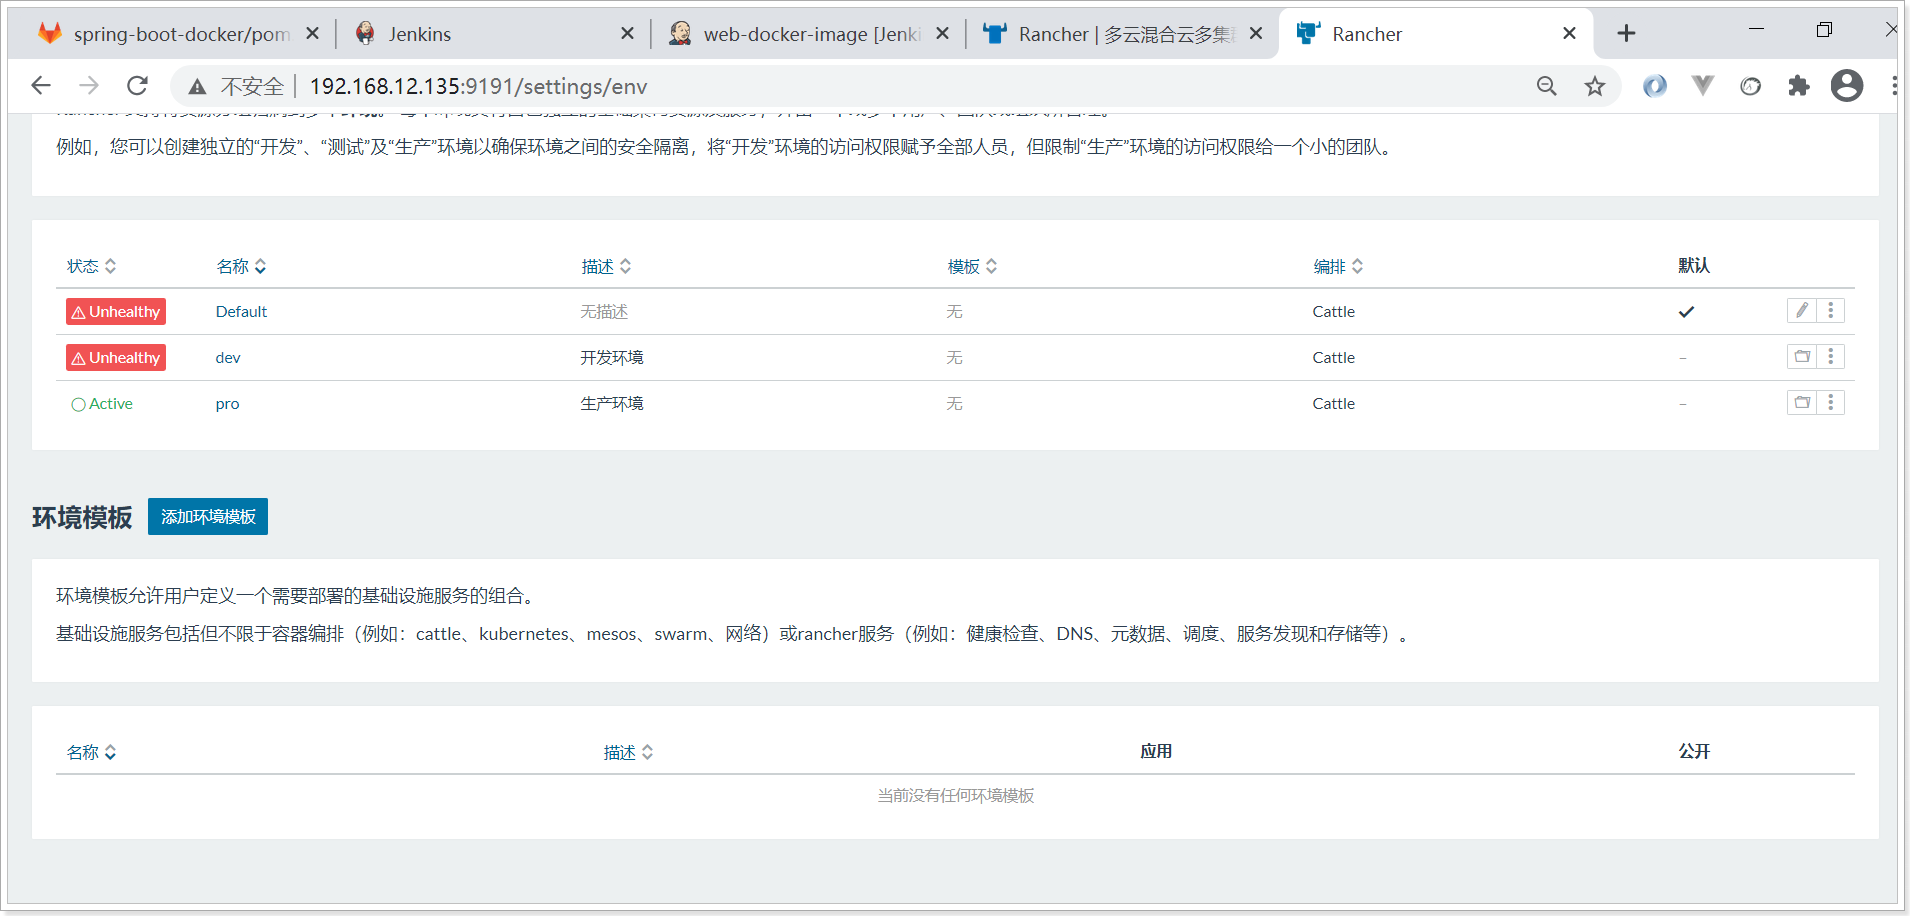 spring-boot-docker/pom
Jenkins
web-docker-image [Jenki
Rancher | 多云混合云多集群
Rancher
不安全
192.168.12.135:9191/settings/env
例如，您可以创建独立的“开发”、“测试”及“生产”环境以确保环境之间的安全隔离，将“开发”环境的访问权限赋予全部人员，但限制“生产”环境的访问权限给一个小的团队。
状态 名称 描述 模板 编排 默认
Unhealthy Default 无描述 无 Cattle
Unhealthy dev 开发环境 无 Cattle –
Active pro 生产环境 无 Cattle –
环境模板 添加环境模板
环境模板允许用户定义一个需要部署的基础设施服务的组合。
基础设施服务包括但不限于容器编排（例如：cattle、kubernetes、mesos、swarm、网络）或rancher服务（例如：健康检查、DNS、元数据、调度、服务发现和存储等）。
名称 描述 应用 公开
当前没有任何环境模板